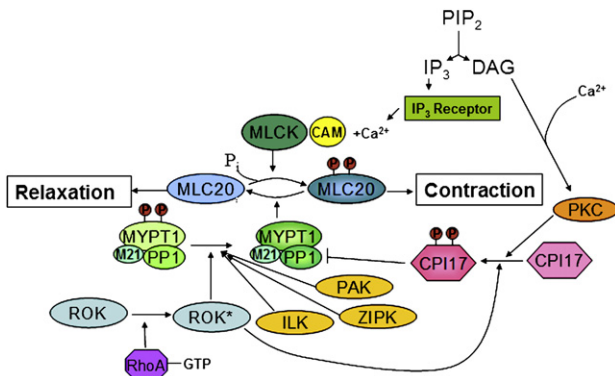 PIP2
IP3 DAG
Ca2+
IP3 Receptor
MLCK CAM +Ca2+
Pi
P P
Relaxation MLC20 MLC20 Contraction
PKC
P P
MYPT1 MYPT1
M21 PP1 M21 PP1
P P
CPI17 CPI17
PAK
ROK ROK* ILK ZIPK
RhoA GTP